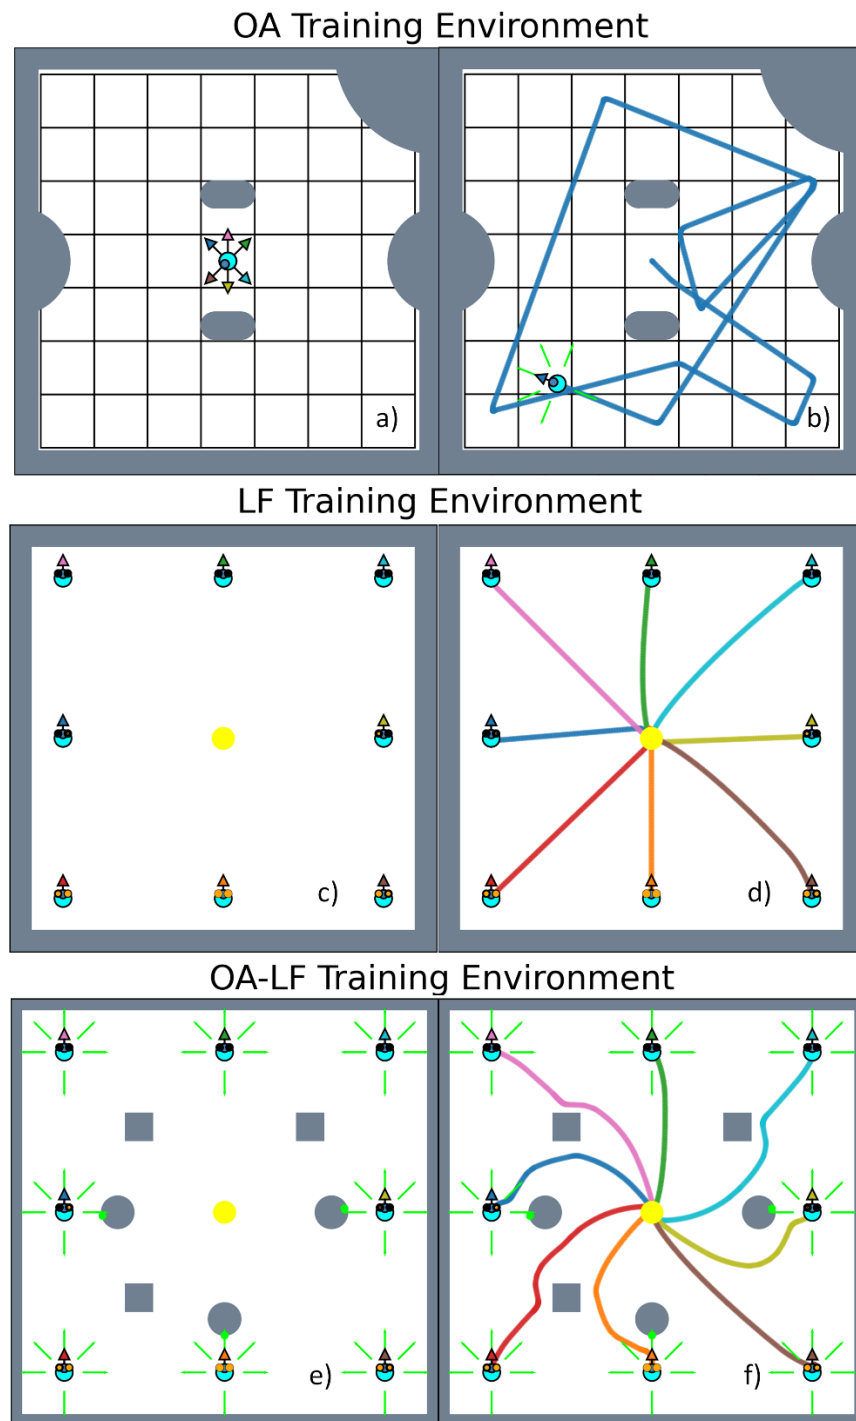 OA Training Environment
a)
b)
LF Training Environment
c)
d)
OA-LF Training Environment
e)
f)